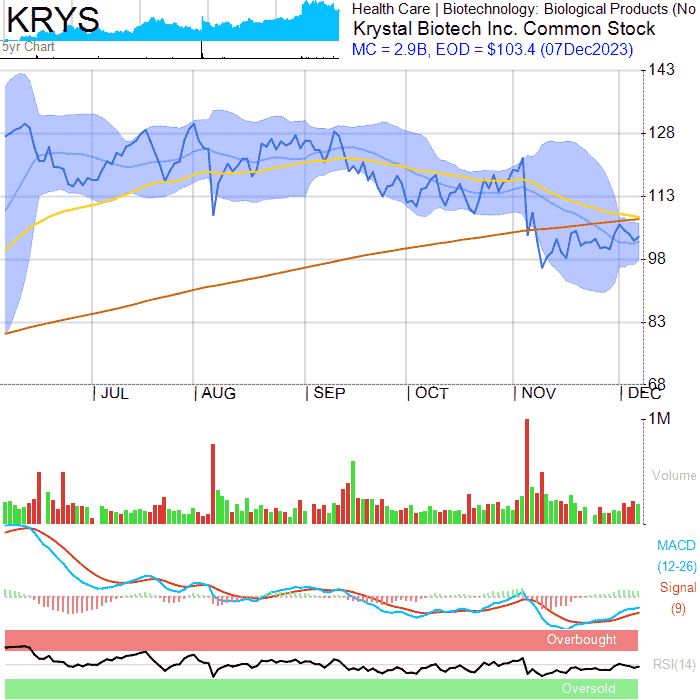 KRYS
5yr Chart
Health Care | Biotechnology: Biological Products (No
Krystal Biotech Inc. Common Stock
MC = 2.9B, EOD = $103.4 (07Dec2023)
143
128
113
98
83
68
| JUL | AUG | SEP | OCT | NOV | DEC
1M
Volume
MACD
(12-26)
Signal
(9)
Overbought
RSI(14)
Oversold